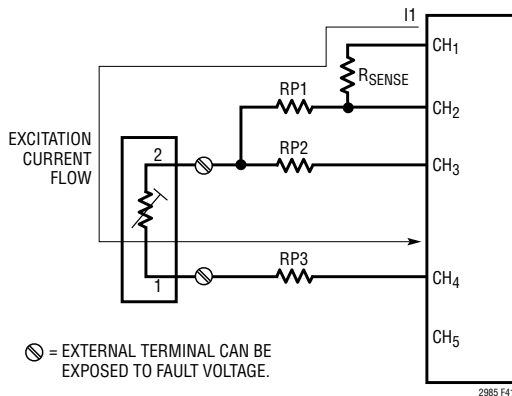 I1
CH1
RSENSE
RP1
CH2
EXCITATION
CURRENT
FLOW
2
RP2
CH3
1
RP3
CH4
= EXTERNAL TERMINAL CAN BE
EXPOSED TO FAULT VOLTAGE.
CH5
2985 F41